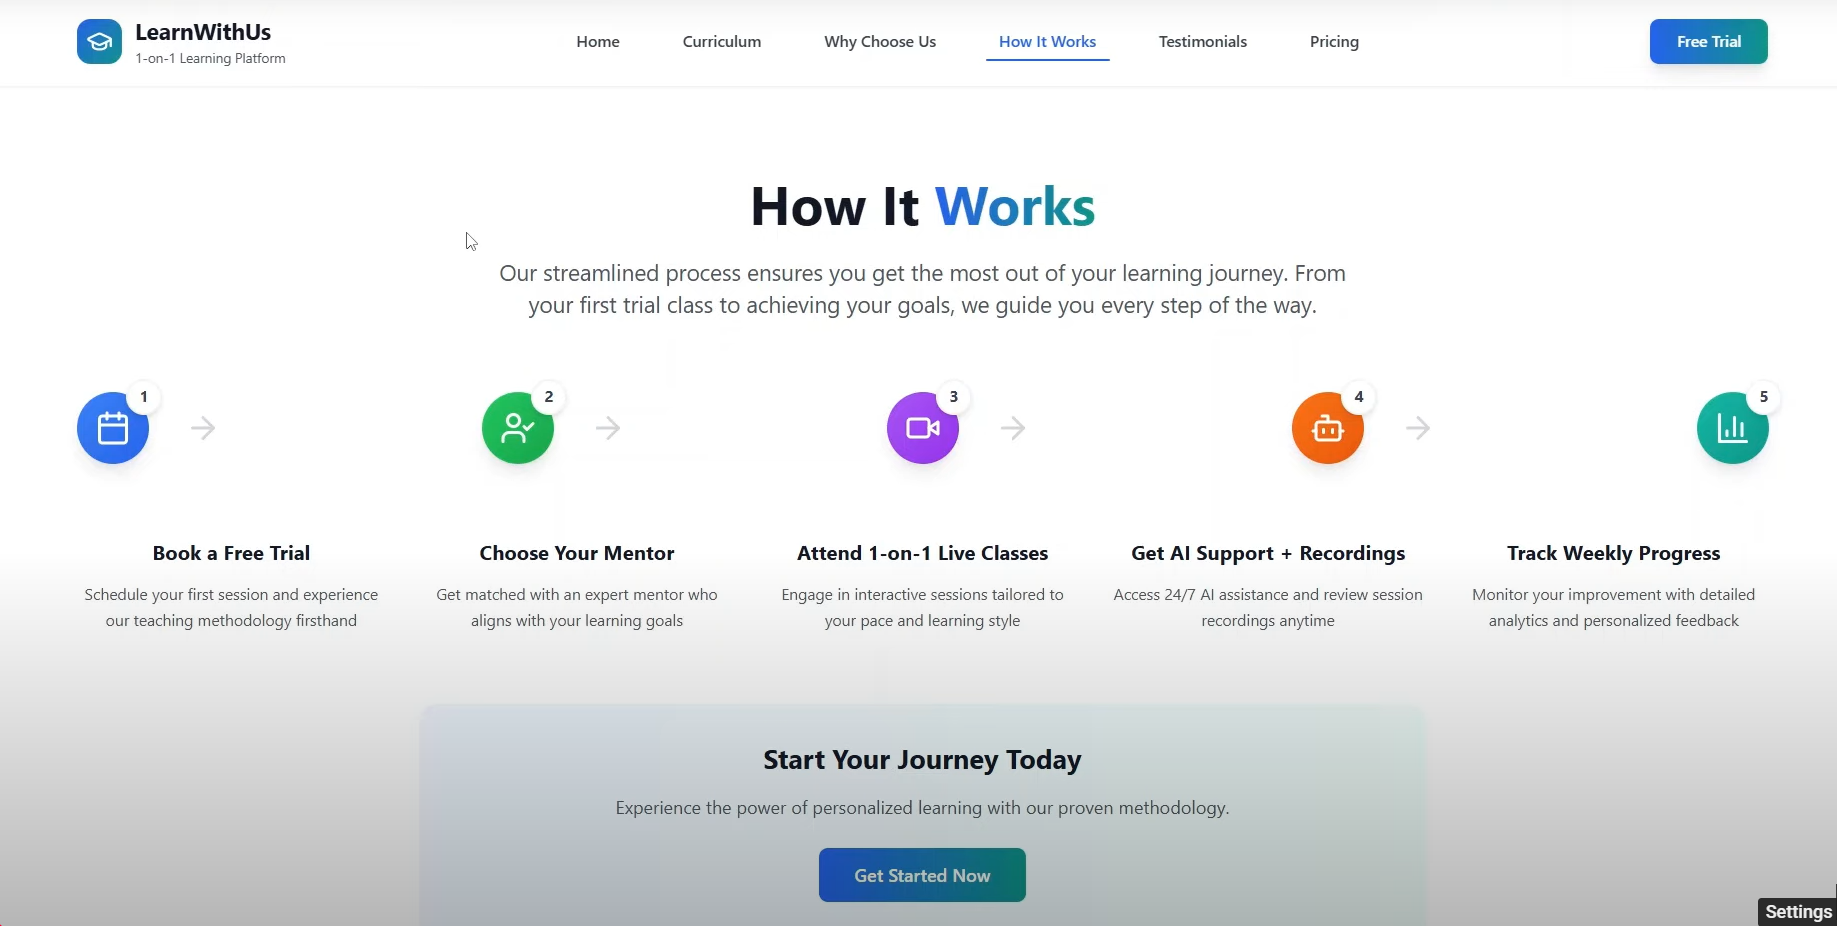 LearnWithUs
1-on-1 Learning Platform
Home
Curriculum
Why Choose Us
How It Works
Testimonials
Pricing
Free Trial
How It Works
Our streamlined process ensures you get the most out of your learning journey. From
your first trial class to achieving your goals, we guide you every step of the way.
1
2
3
4
5
Book a Free Trial
Schedule your first session and experience
our teaching methodology firsthand
Choose Your Mentor
Get matched with an expert mentor who
aligns with your learning goals
Attend 1-on-1 Live Classes
Engage in interactive sessions tailored to
your pace and learning style
Get AI Support + Recordings
Access 24/7 AI assistance and review session
recordings anytime
Track Weekly Progress
Monitor your improvement with detailed
analytics and personalized feedback
Start Your Journey Today
Experience the power of personalized learning with our proven methodology.
Get Started Now
Settings